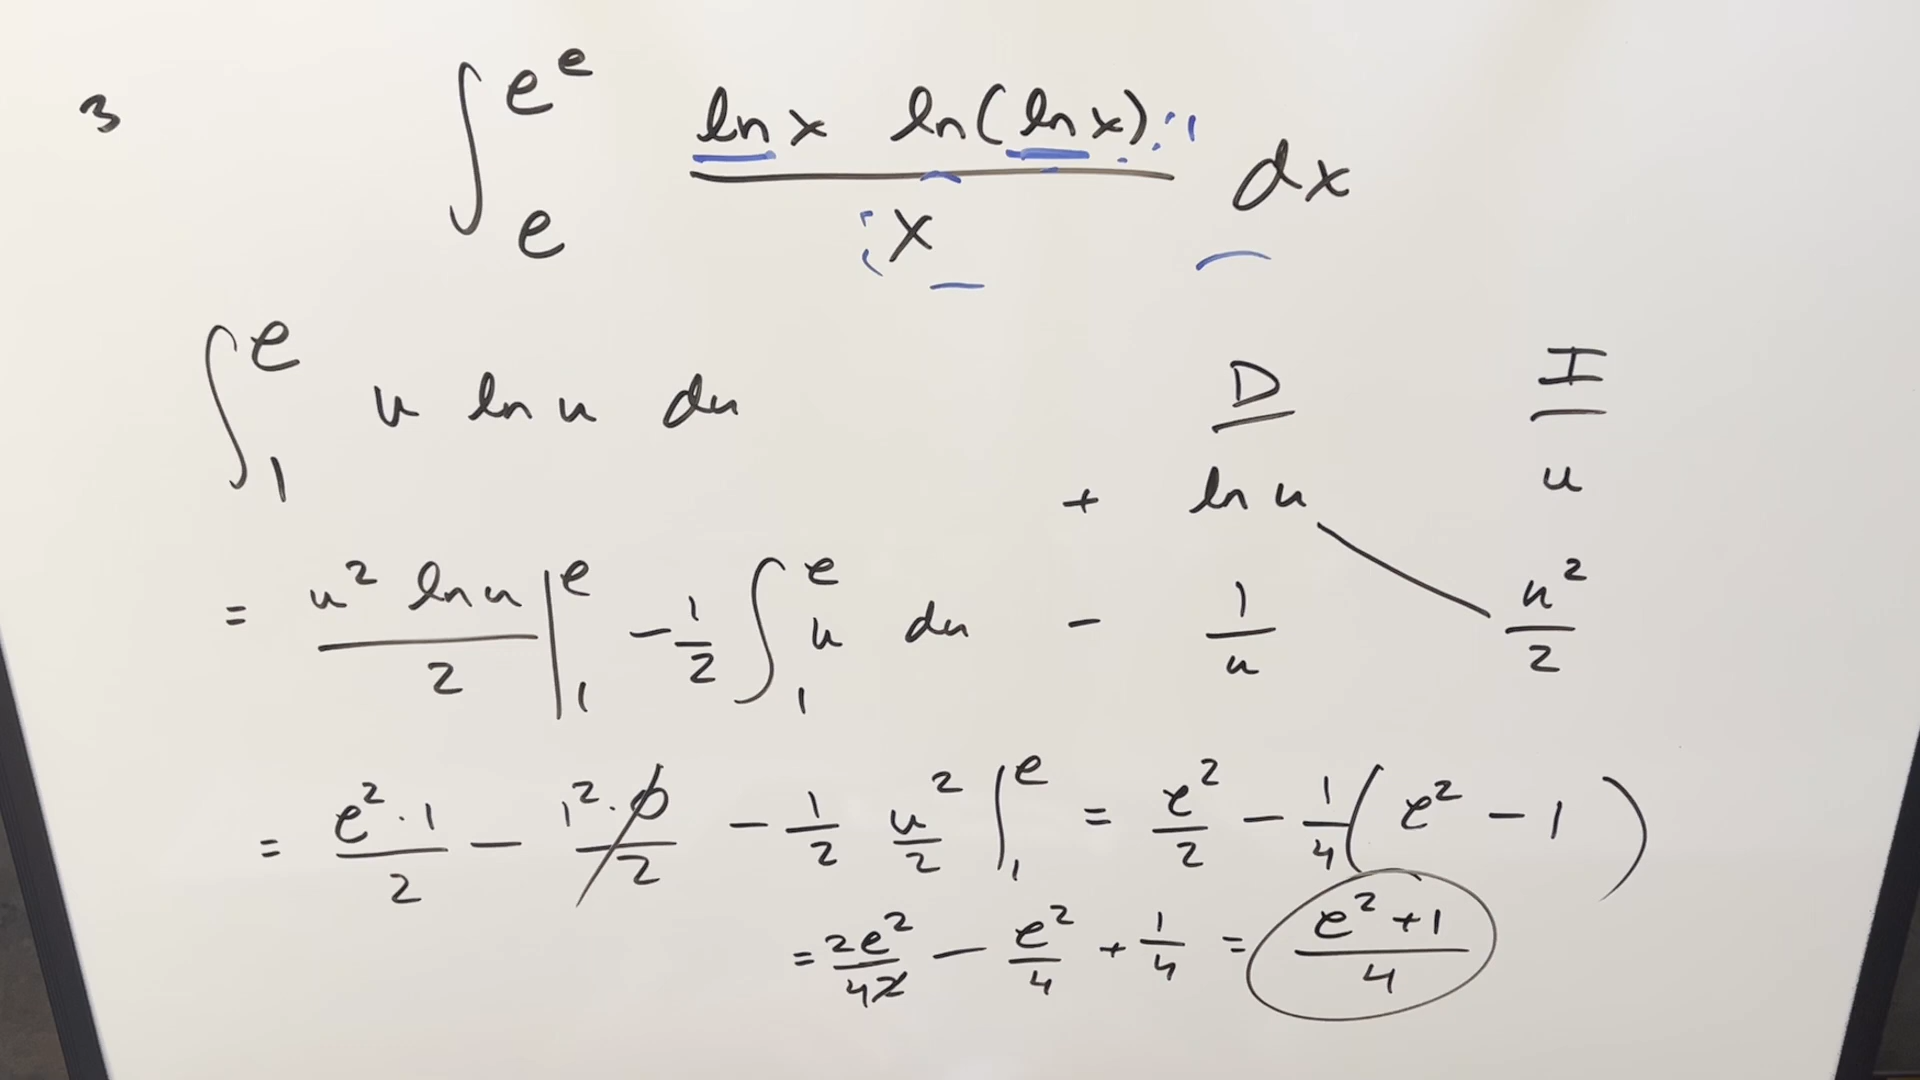 3 ∫_e^{e^e} (ln x ln(ln x))/x dx
∫_1^e u ln u du
D I
+ ln u u
= (u² ln u)/2 |_1^e - 1/2 ∫_1^e u du
- 1/u u²/2
= (e²·1)/2 - (1²·0)/2 - 1/2 u²/2 |_1^e = e²/2 - 1/4 (e² - 1)
= 2e²/42 - e²/4 + 1/4 = (e² + 1)/4